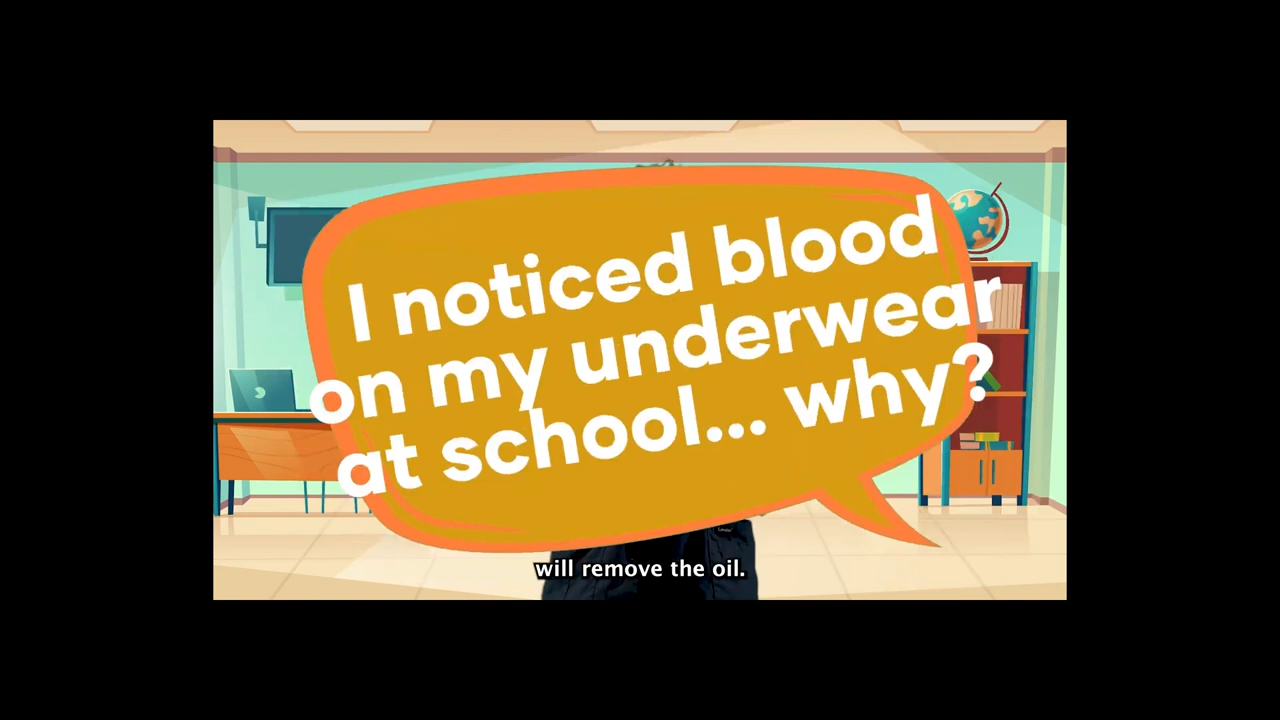 I noticed blood
on my underwear
at school... why?
will remove the oil.